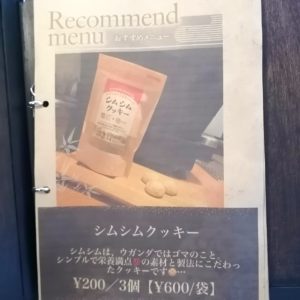 Recommend
menu おすすめメニュー
シムシム
クッキー
シムシムクッキー
シムシムは、ウガンダではゴマのこと、
シンプルで栄養満点💯の素材と製法にこだわっ
たクッキーです🍪…
¥200／3個【¥600/袋】